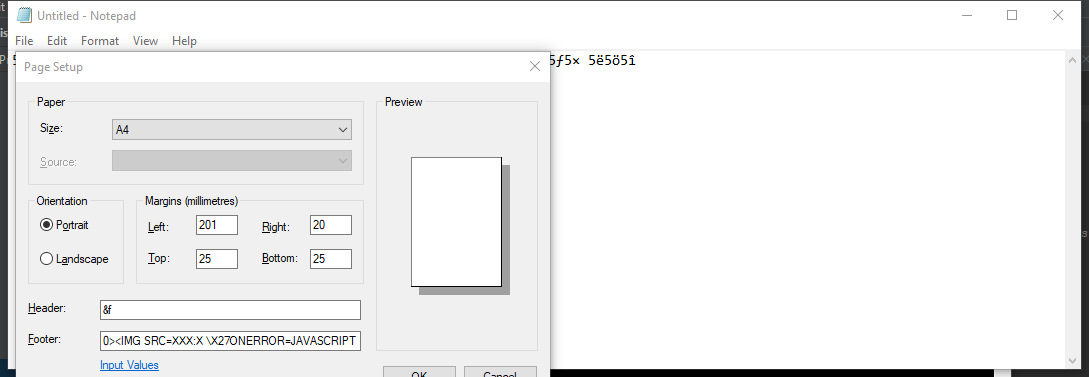 Untitled - Notepad
File Edit Format View Help
5ƒ5× 5ë5õ5î
Page Setup
Paper
Size: A4
Source:
Orientation
Portrait
Landscape
Margins (millimetres)
Left: 201 Right: 20
Top: 25 Bottom: 25
Preview
Header: &f
Footer: 0><IMG SRC=XXX:X \X27ONERROR=JAVASCRIPT
Input Values
OK Cancel